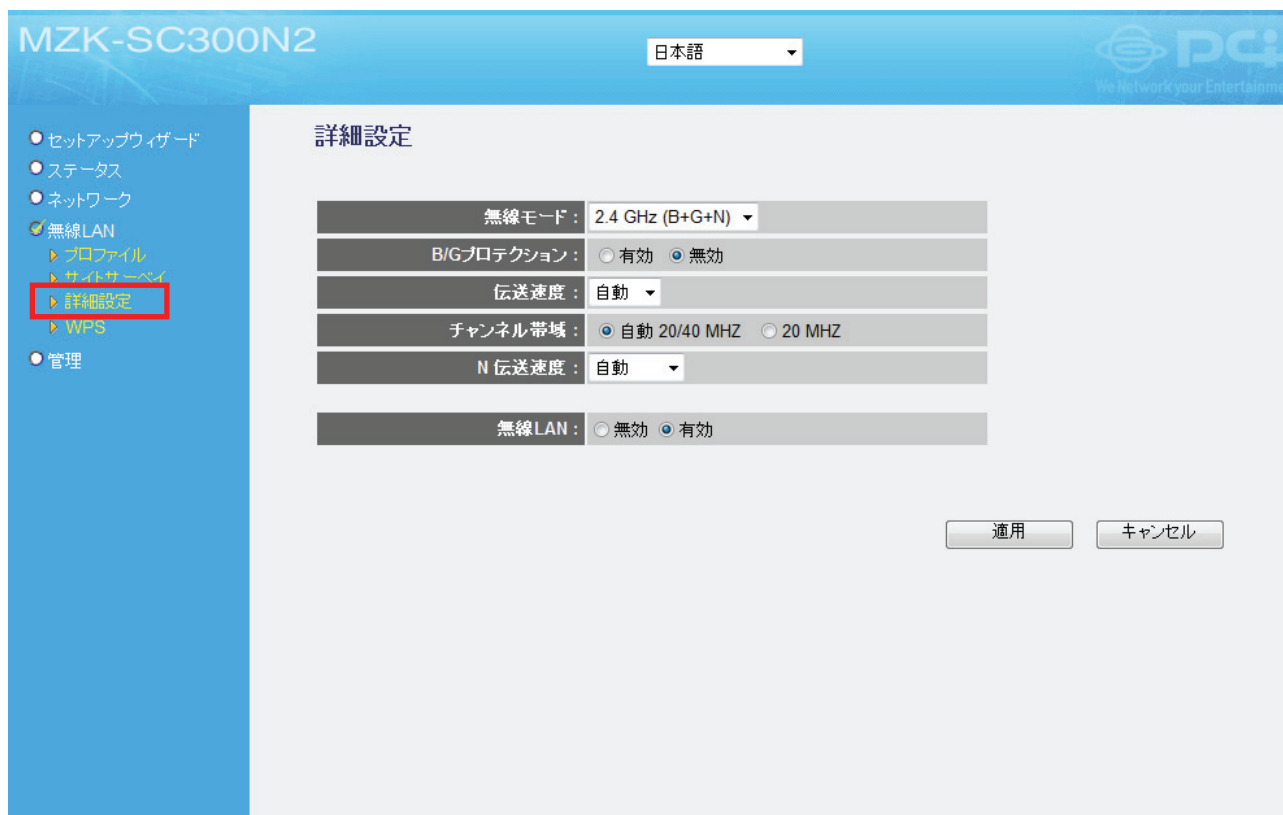 MZK-SC300N2
日本語
PCi
We Network your Entertainme
セットアップウィザード
ステータス
ネットワーク
無線LAN
プロファイル
サイトサーベイ
詳細設定
WPS
管理
詳細設定
無線モード : 2.4 GHz (B+G+N)
B/Gプロテクション : 有効 無効
伝送速度 : 自動
チャンネル帯域 : 自動 20/40 MHZ 20 MHZ
N 伝送速度 : 自動
無線LAN : 無効 有効
適用 キャンセル